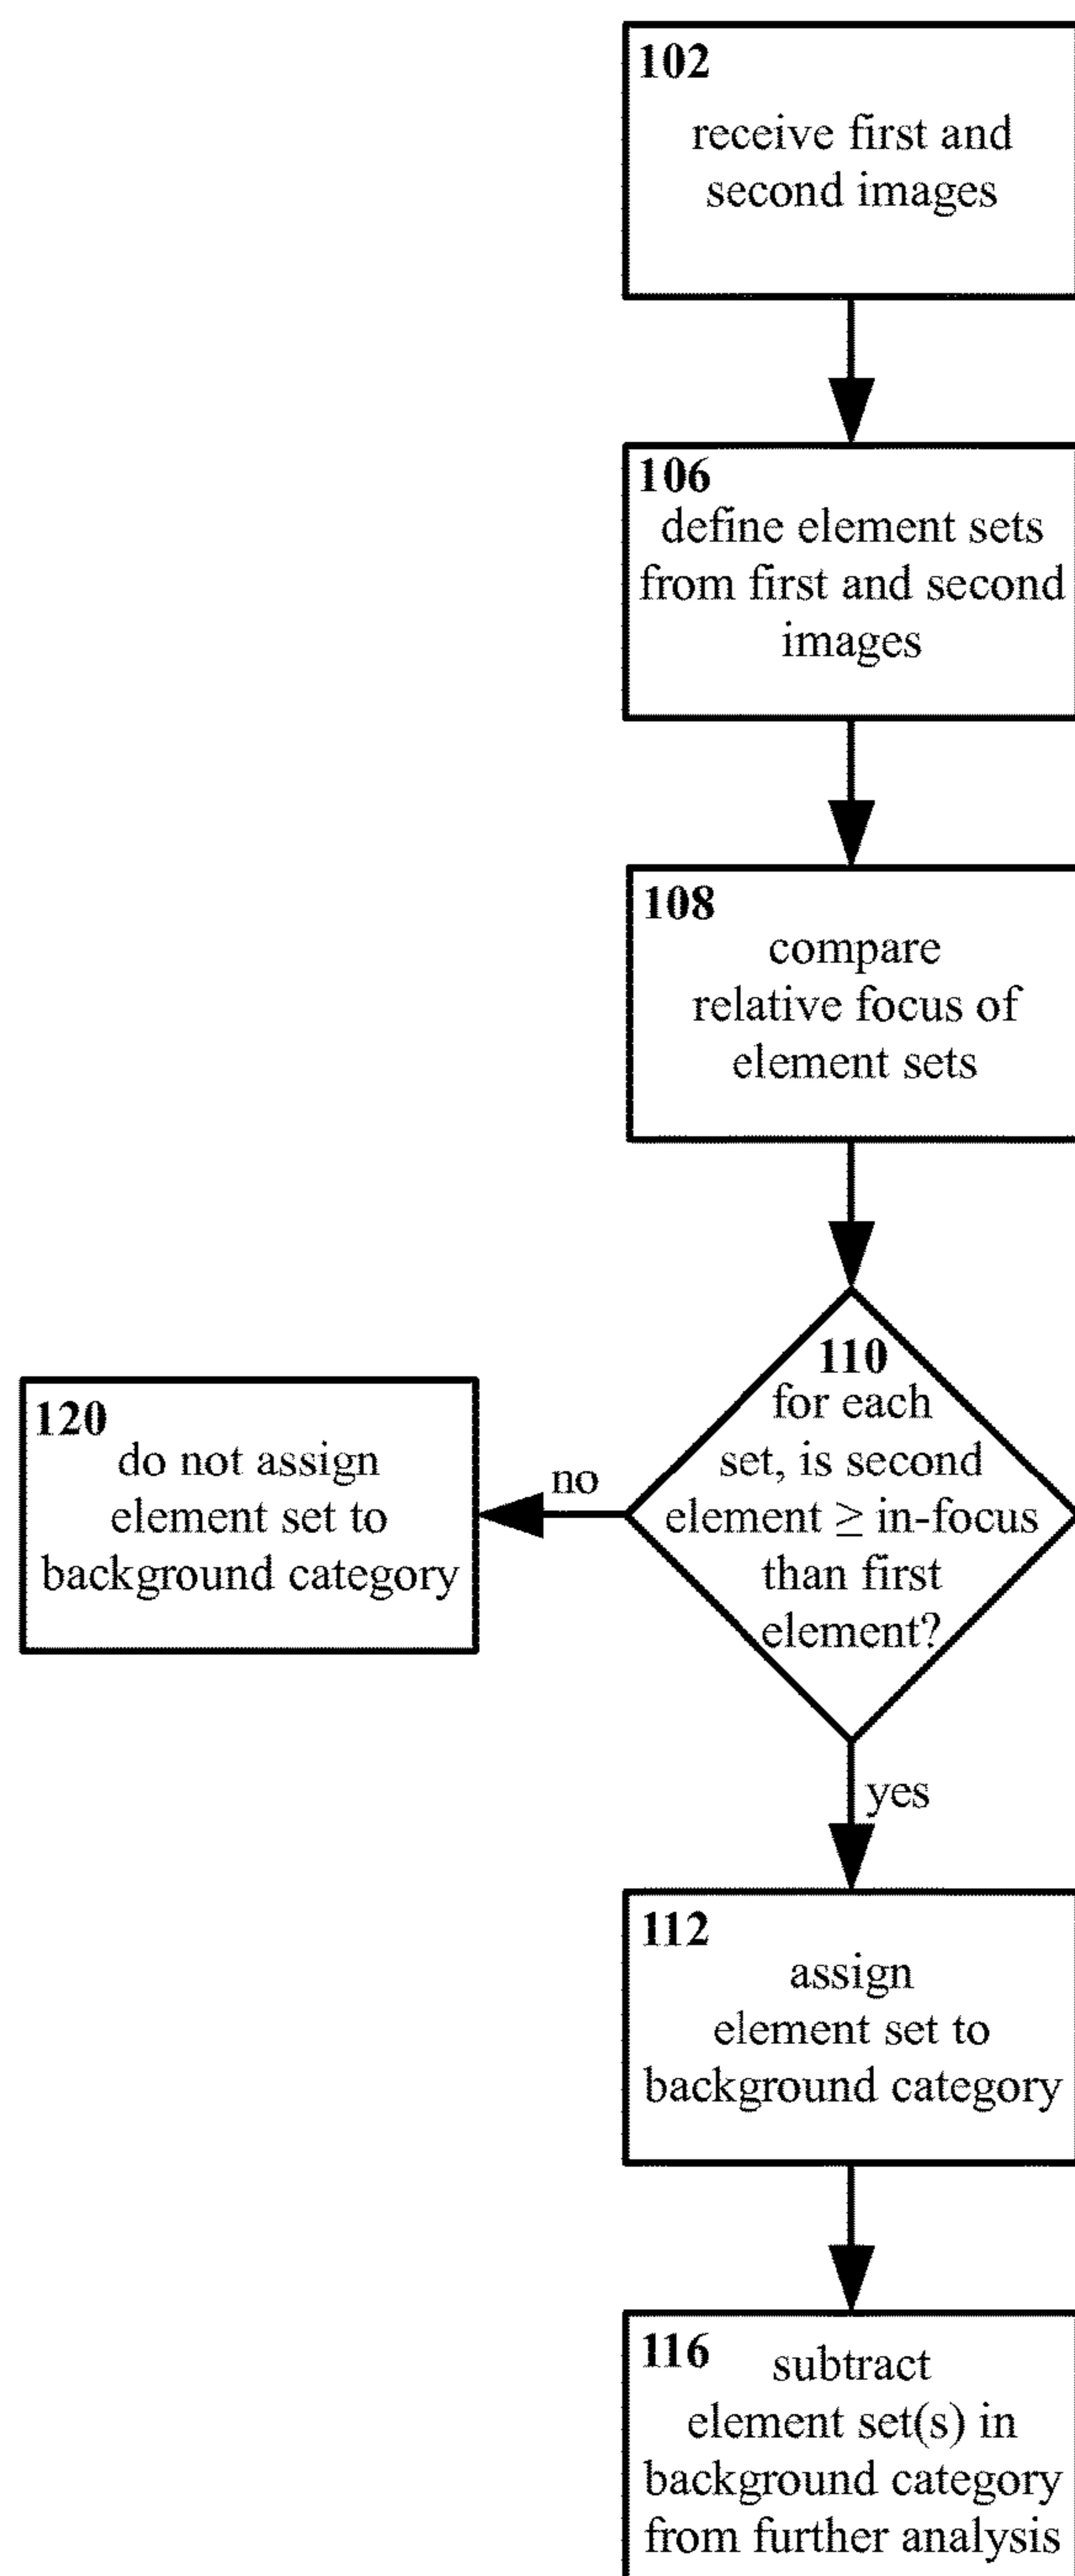 102
receive first and
second images
106
define element sets
from first and second
images
108
compare
relative focus of
element sets
110
for each
set, is second
element ≥ in-focus
than first
element?
no
120
do not assign
element set to
background category
yes
112
assign
element set to
background category
116 subtract
element set(s) in
background category
from further analysis